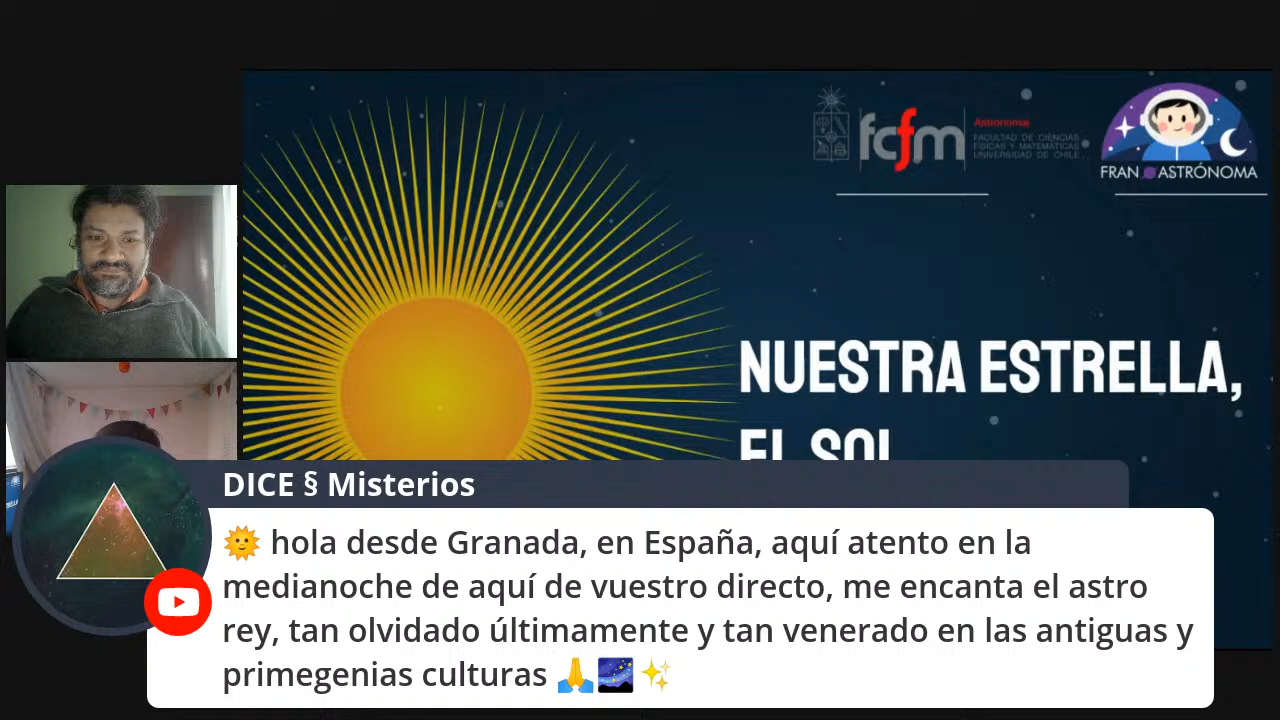 fcfm
Astronomía
FACULTAD DE CIENCIAS
FÍSICAS Y MATEMÁTICAS
UNIVERSIDAD DE CHILE
FRAN ASTRÓNOMA
NUESTRA ESTRELLA,
EL SOL
DICE § Misterios
🌞 hola desde Granada, en España, aquí atento en la
medianoche de aquí de vuestro directo, me encanta el astro
rey, tan olvidado últimamente y tan venerado en las antiguas y
primegenias culturas 🙏🌌✨